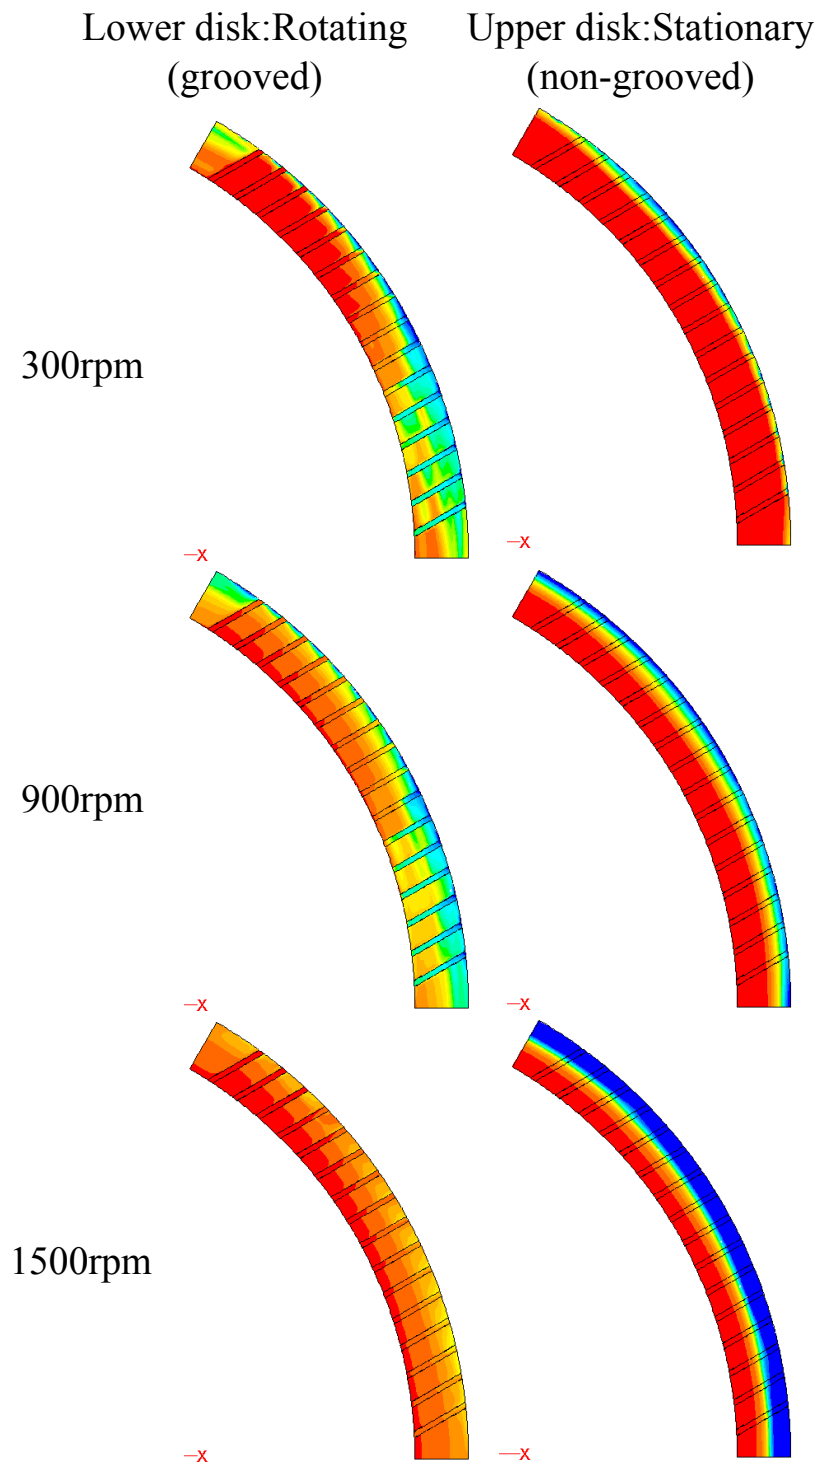 Lower disk:Rotating
(grooved)
Upper disk:Stationary
(non-grooved)
300rpm
X
X
900rpm
X
X
1500rpm
X
X